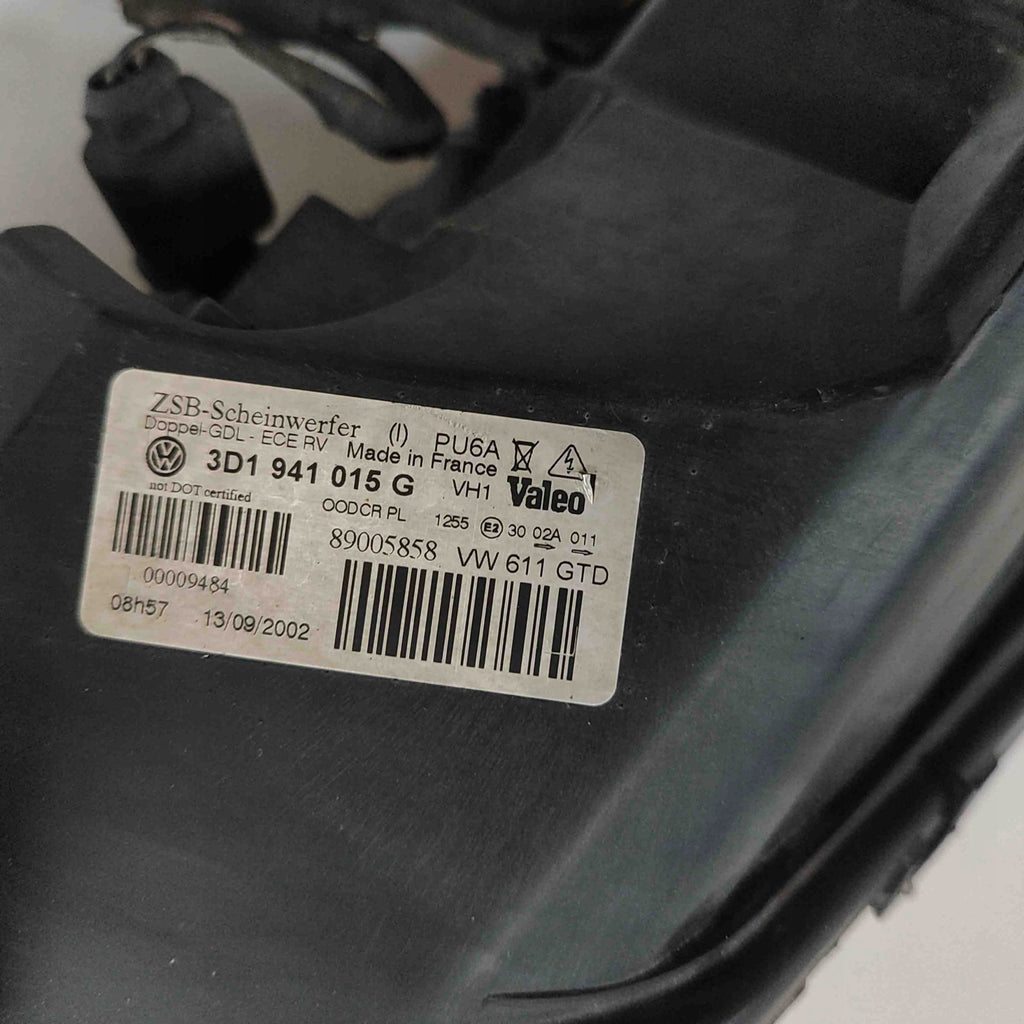 ZSB-Scheinwerfer (I) PU6A
Doppel-GDL - ECE RV Made in France
3D1 941 015 G VH1 Valeo
not DOT certified
OODCR PL 1255 E2 30 02A 011
89005858 VW 611 GTD
00009484
08h57 13/09/2002